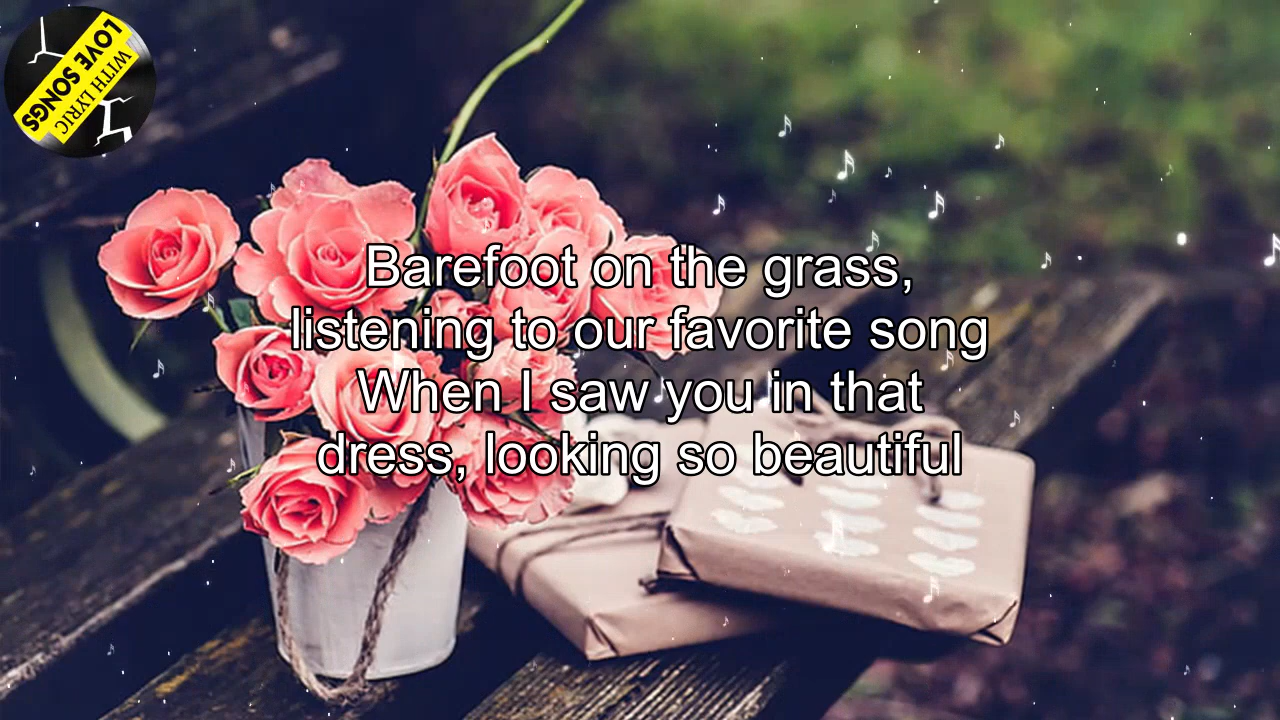 LOVE SONGS
WITH LYRIC
Barefoot on the grass,
listening to our favorite song
When I saw you in that
dress, looking so beautiful